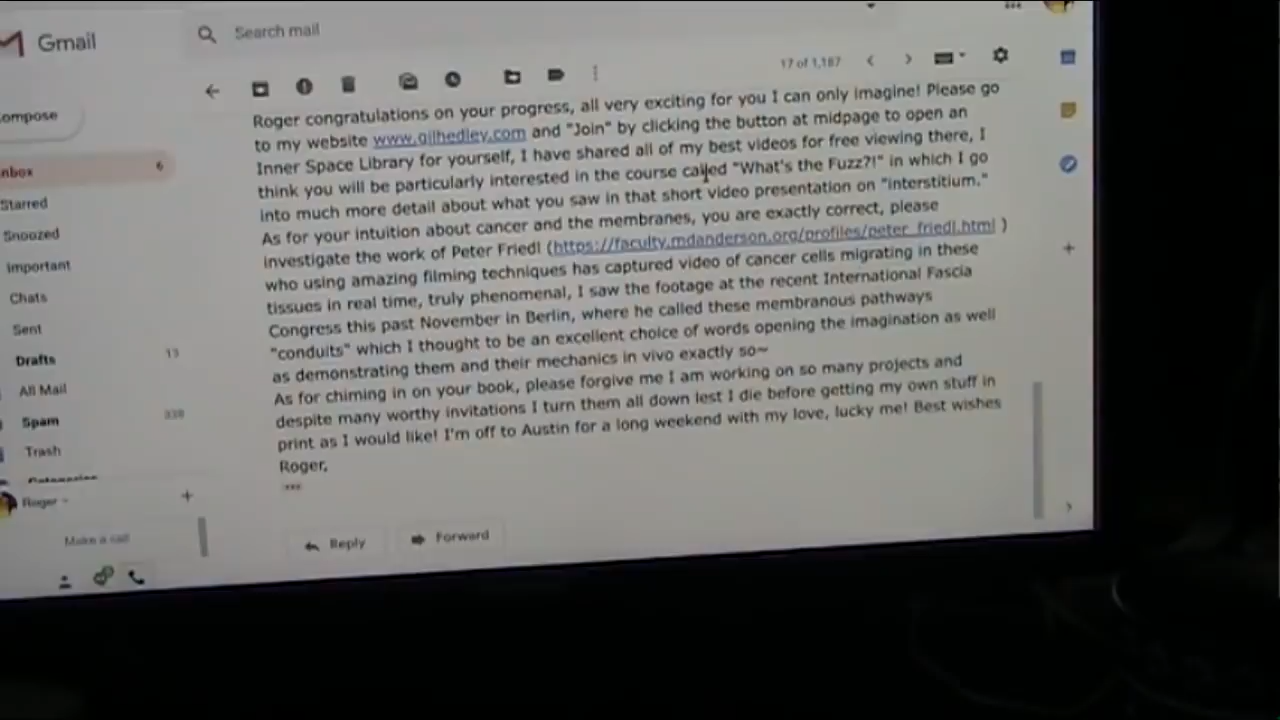 Gmail
Search mail
ompose
17 of 1,187
nbox 6
Starred
Snoozed
Important
Chats
Sent
Drafts 13
All Mail
Spam 338
Trash
Categories
Roger
Make a call
Roger congratulations on your progress, all very exciting for you I can only imagine! Please go
to my website www.gilhedley.com and "Join" by clicking the button at midpage to open an
Inner Space Library for yourself, I have shared all of my best videos for free viewing there, I
think you will be particularly interested in the course called "What's the Fuzz?!" in which I go
into much more detail about what you saw in that short video presentation on "interstitium."
As for your intuition about cancer and the membranes, you are exactly correct, please
investigate the work of Peter Friedl (https://faculty.mdanderson.org/profiles/peter_friedl.html )
who using amazing filming techniques has captured video of cancer cells migrating in these
tissues in real time, truly phenomenal, I saw the footage at the recent International Fascia
Congress this past November in Berlin, where he called these membranous pathways
"conduits" which I thought to be an excellent choice of words opening the imagination as well
as demonstrating them and their mechanics in vivo exactly so~
As for chiming in on your book, please forgive me I am working on so many projects and
despite many worthy invitations I turn them all down lest I die before getting my own stuff in
print as I would like! I'm off to Austin for a long weekend with my love, lucky me! Best wishes
Roger,
Reply Forward